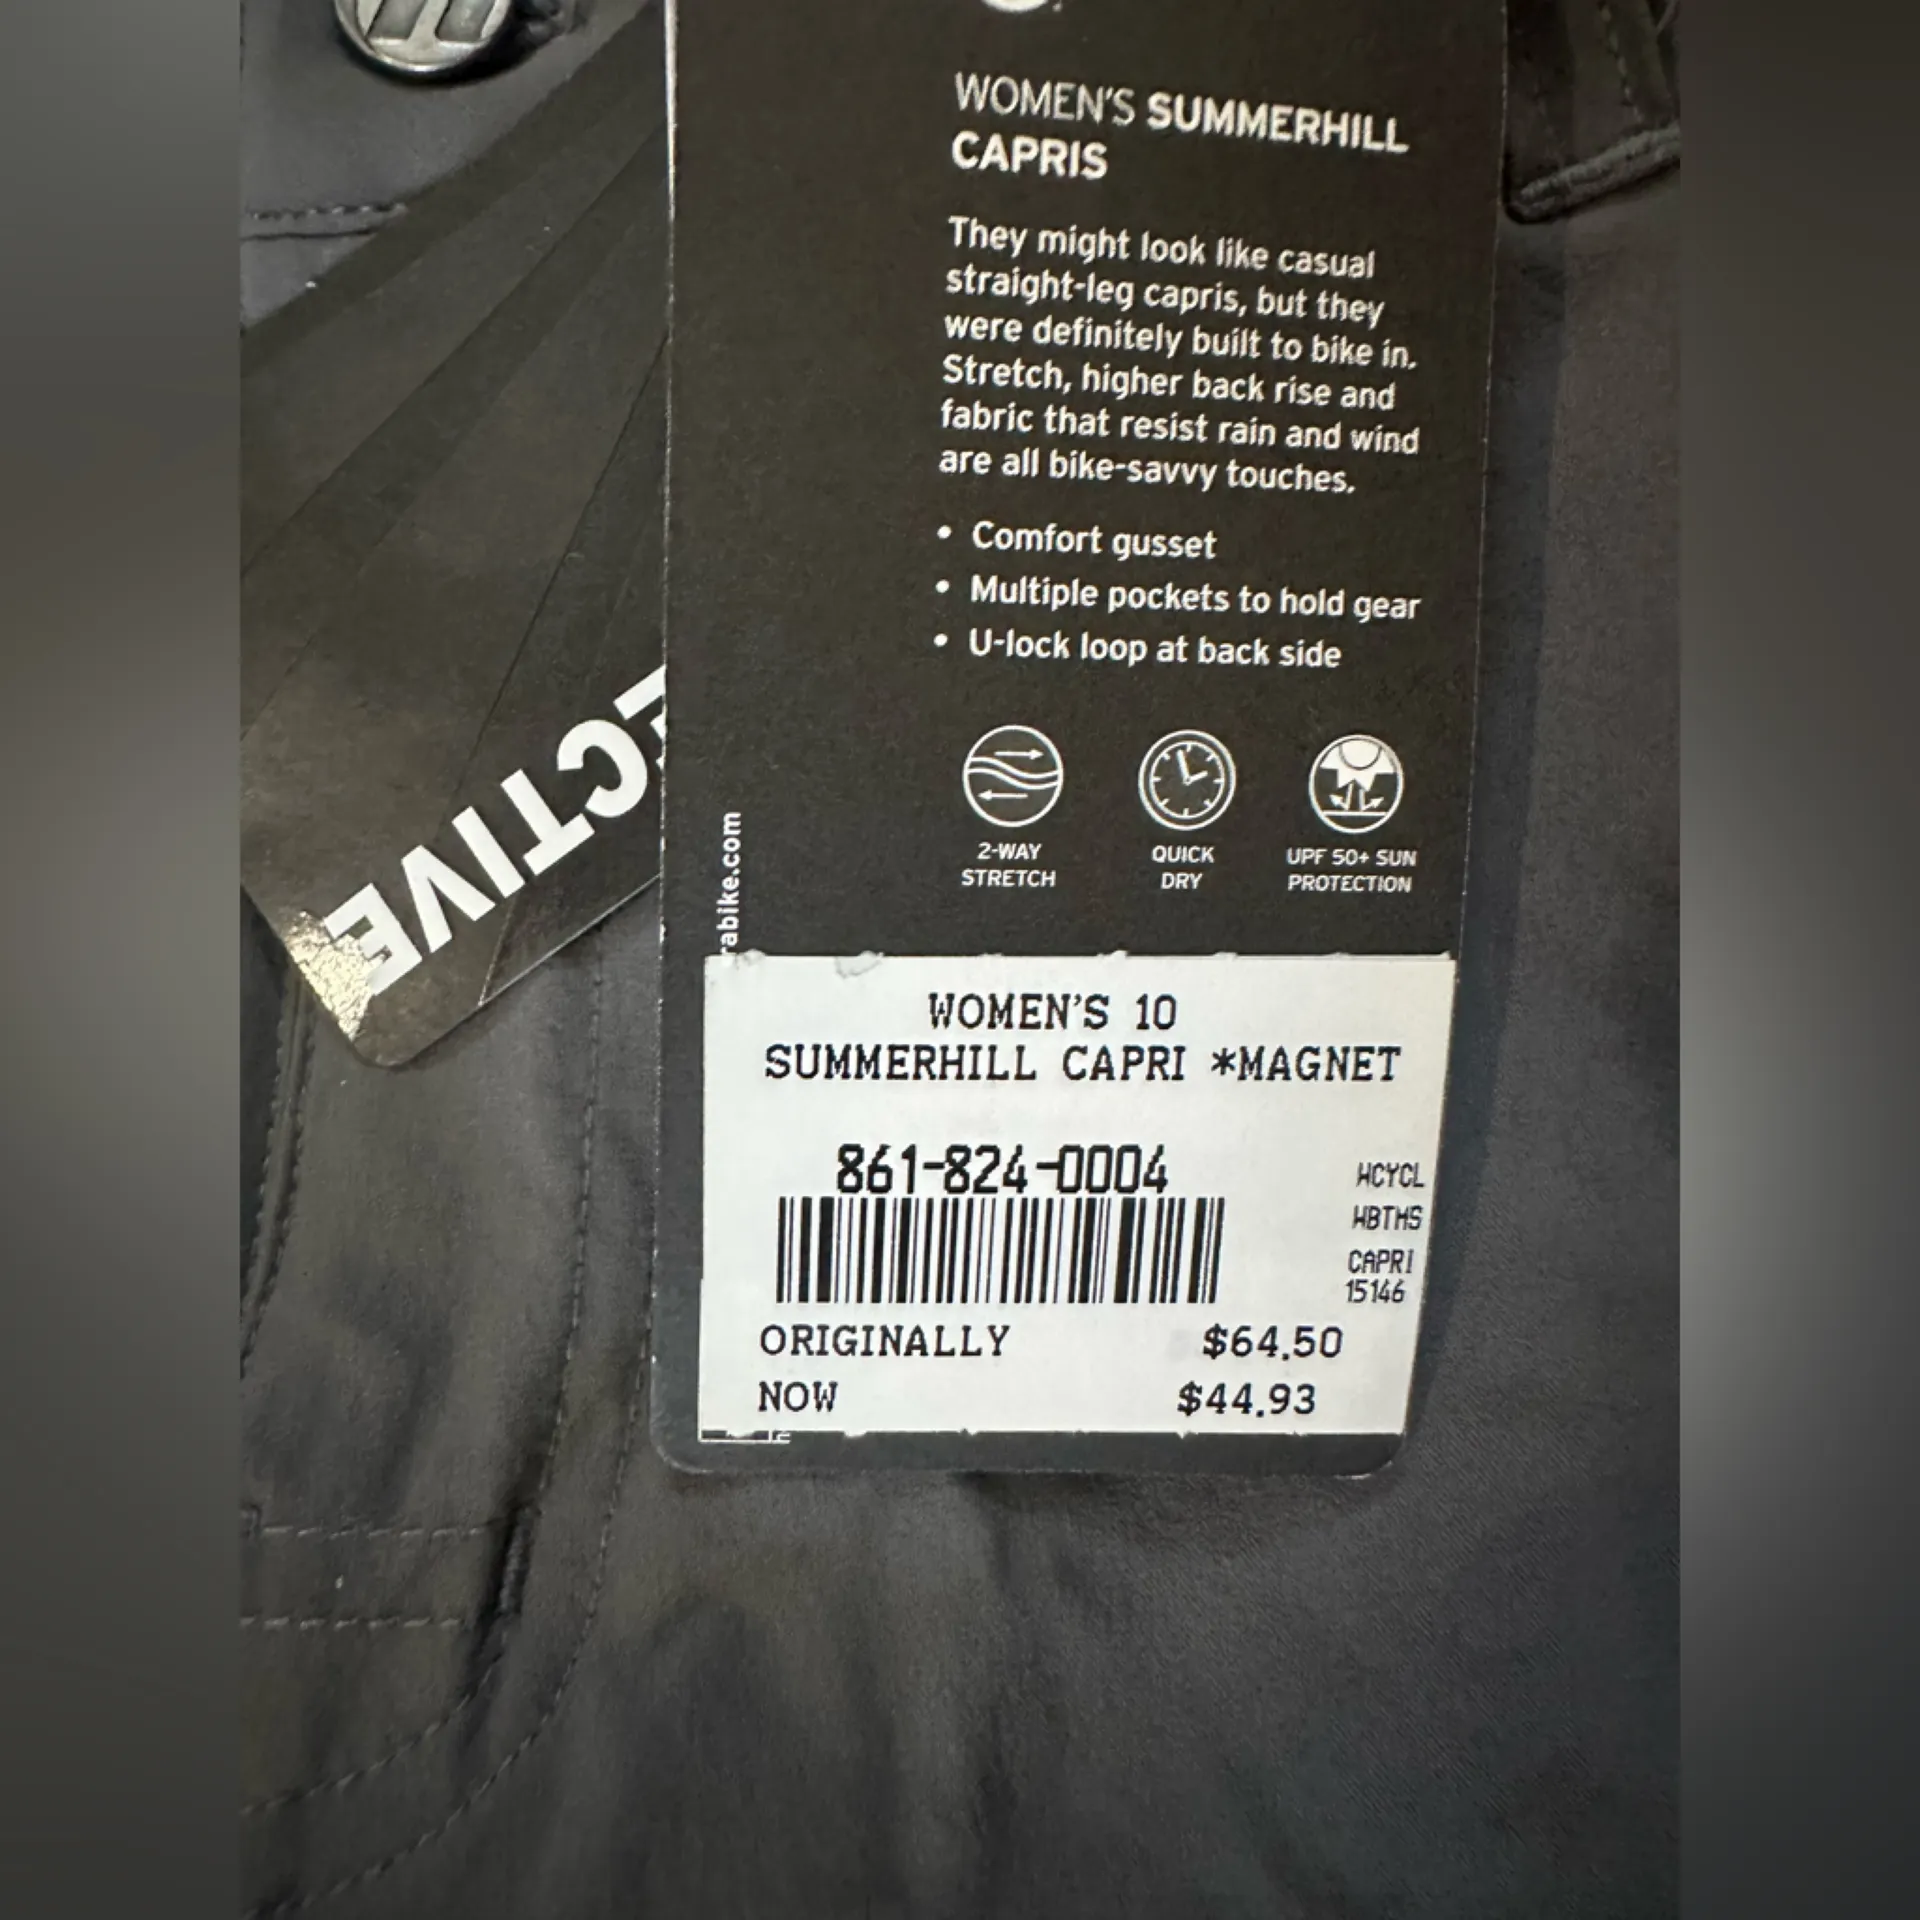 WOMEN'S SUMMERHILL
CAPRIS
They might look like casual
straight-leg capris, but they
were definitely built to bike in.
Stretch, higher back rise and
fabric that resist rain and wind
are all bike-savvy touches.
• Comfort gusset
• Multiple pockets to hold gear
• U-lock loop at back side
2-WAY
STRETCH
QUICK
DRY
UPF 50+ SUN
PROTECTION
rabike.com
ECTIVE
WOMEN'S 10
SUMMERHILL CAPRI *MAGNET
861-824-0004
WCYCL
WBTMS
CAPRI
15146
ORIGINALLY $64.50
NOW $44.93